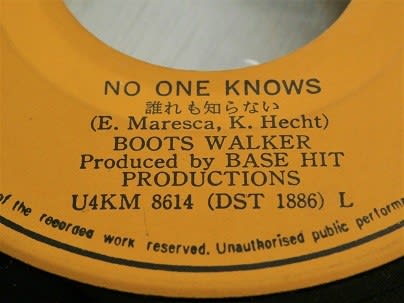 NO ONE KNOWS
誰れも知らない
(E. Maresca, K. Hecht)
BOOTS WALKER
Produced by BASE HIT
PRODUCTIONS
U4KM 8614 (DST 1886) L
of the recorded work reserved. Unauthorised public perform